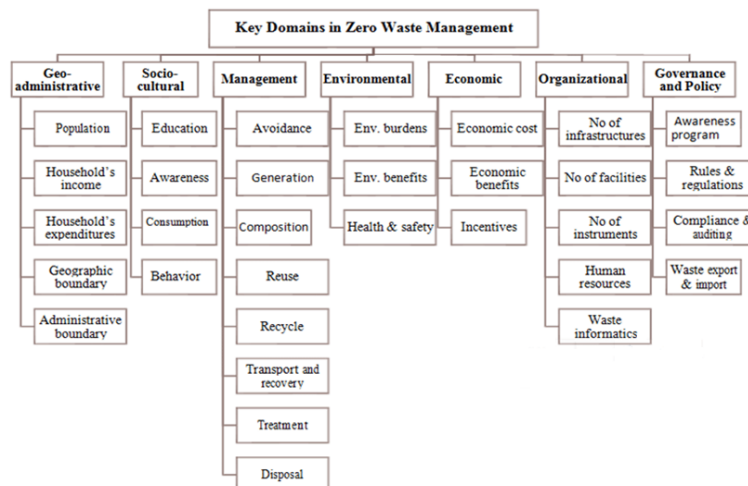 Key Domains in Zero Waste Management
Geo-
administrative
Population
Household's
income
Household's
expenditures
Geographic
boundary
Administrative
boundary
Socio-
cultural
Education
Awareness
Consumption
Behavior
Management
Avoidance
Generation
Composition
Reuse
Recycle
Transport and
recovery
Treatment
Disposal
Environmental
Env. burdens
Env. benefits
Health & safety
Economic
Economic cost
Economic
benefits
Incentives
Organizational
No of
infrastructures
No of facilities
No of
instruments
Human
resources
Waste
informatics
Governance
and Policy
Awareness
program
Rules &
regulations
Compliance &
auditing
Waste export
& import